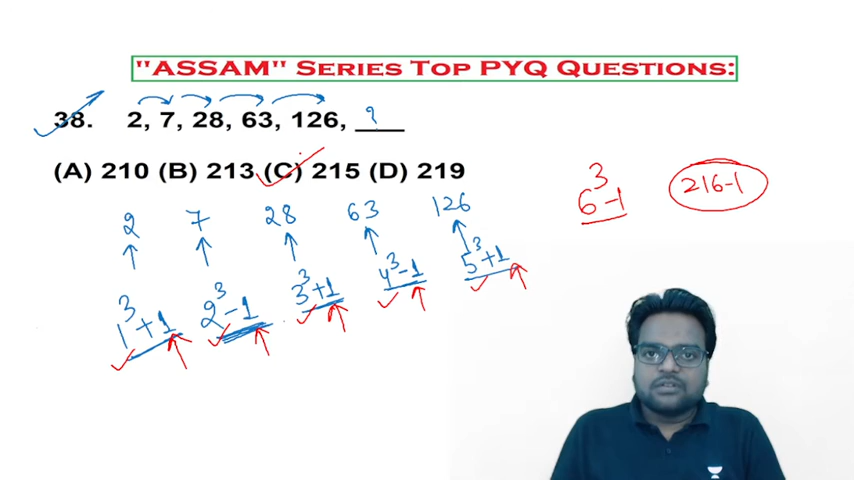 "ASSAM" SERIES TOP PYQ QUESTIONS:
38. 2, 7, 28, 63, 126, ____ ?
(A) 210 (B) 213 (C) 215 (D) 219
6³-1 216-1
2 7 28 63 126
1³+1 2³-1 3³+1 4³-1 5³+1